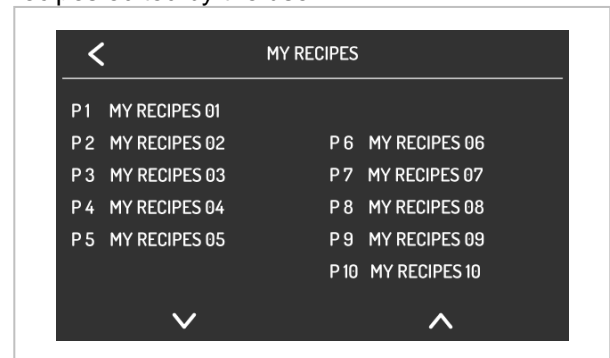 MY RECIPES
P1 MY RECIPES 01
P2 MY RECIPES 02
P3 MY RECIPES 03
P4 MY RECIPES 04
P5 MY RECIPES 05
P6 MY RECIPES 06
P7 MY RECIPES 07
P8 MY RECIPES 08
P9 MY RECIPES 09
P10 MY RECIPES 10